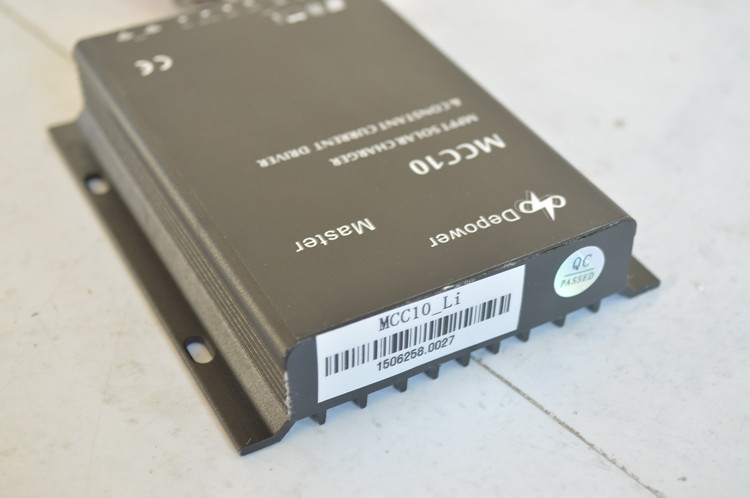 Depower Master
MCC10
MPPT SOLAR CHARGER
& CONSTANT CURRENT DRIVER
CE
MCC10_Li
1506258.0027
QC
PASSED